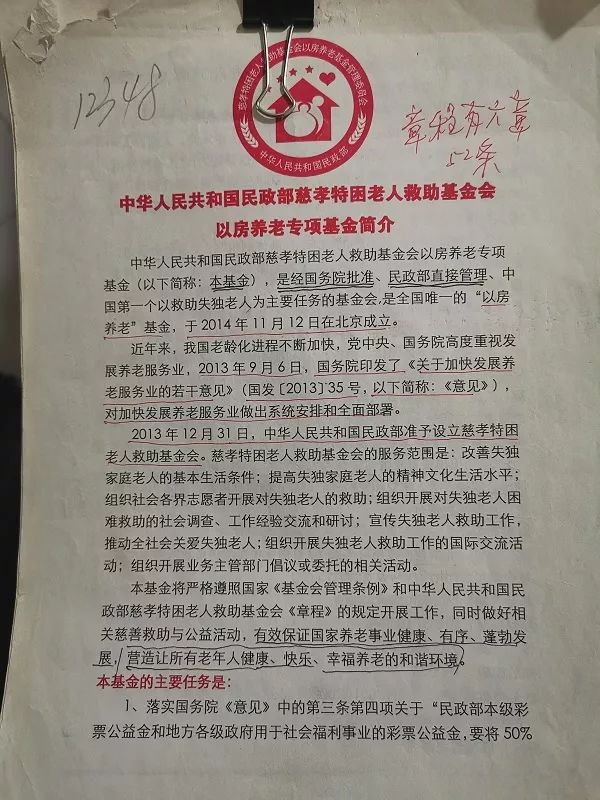 慈孝特困老人救助基金会以房养老基金管理委员会
中华人民共和国民政部
12348
章程有六章
52条
中华人民共和国民政部慈孝特困老人救助基金会
以房养老专项基金简介
中华人民共和国民政部慈孝特困老人救助基金会以房养老专项
基金（以下简称：本基金），是经国务院批准、民政部直接管理、中
国第一个以救助失独老人为主要任务的基金会，是全国唯一的“以房
养老”基金，于2014年11月12日在北京成立。
近年来，我国老龄化进程不断加快，党中央、国务院高度重视发
展养老服务业，2013年9月6日，国务院印发了《关于加快发展养
老服务业的若干意见》（国发［2013］35号，以下简称：《意见》），
对加快发展养老服务业做出系统安排和全面部署。
2013年12月31日，中华人民共和国民政部准予设立慈孝特困
老人救助基金会。慈孝特困老人救助基金会的服务范围是：改善失独
家庭老人的基本生活条件；提高失独家庭老人的精神文化生活水平；
组织社会各界志愿者开展对失独老人的救助；组织开展对失独老人困
难救助的社会调查、工作经验交流和研讨；宣传失独老人救助工作，
推动全社会关爱失独老人；组织开展失独老人救助工作的国际交流活
动；组织开展业务主管部门倡议或委托的相关活动。
本基金将严格遵照国家《基金会管理条例》和中华人民共和国民
政部慈孝特困老人救助基金会《章程》的规定开展工作，同时做好相
关慈善救助与公益活动，有效保证国家养老事业健康、有序、蓬勃发
展，营造让所有老年人健康、快乐、幸福养老的和谐环境。
本基金的主要任务是：
1、落实国务院《意见》中的第三条第四项关于“民政部本级彩
票公益金和地方各级政府用于社会福利事业的彩票公益金，要将50%